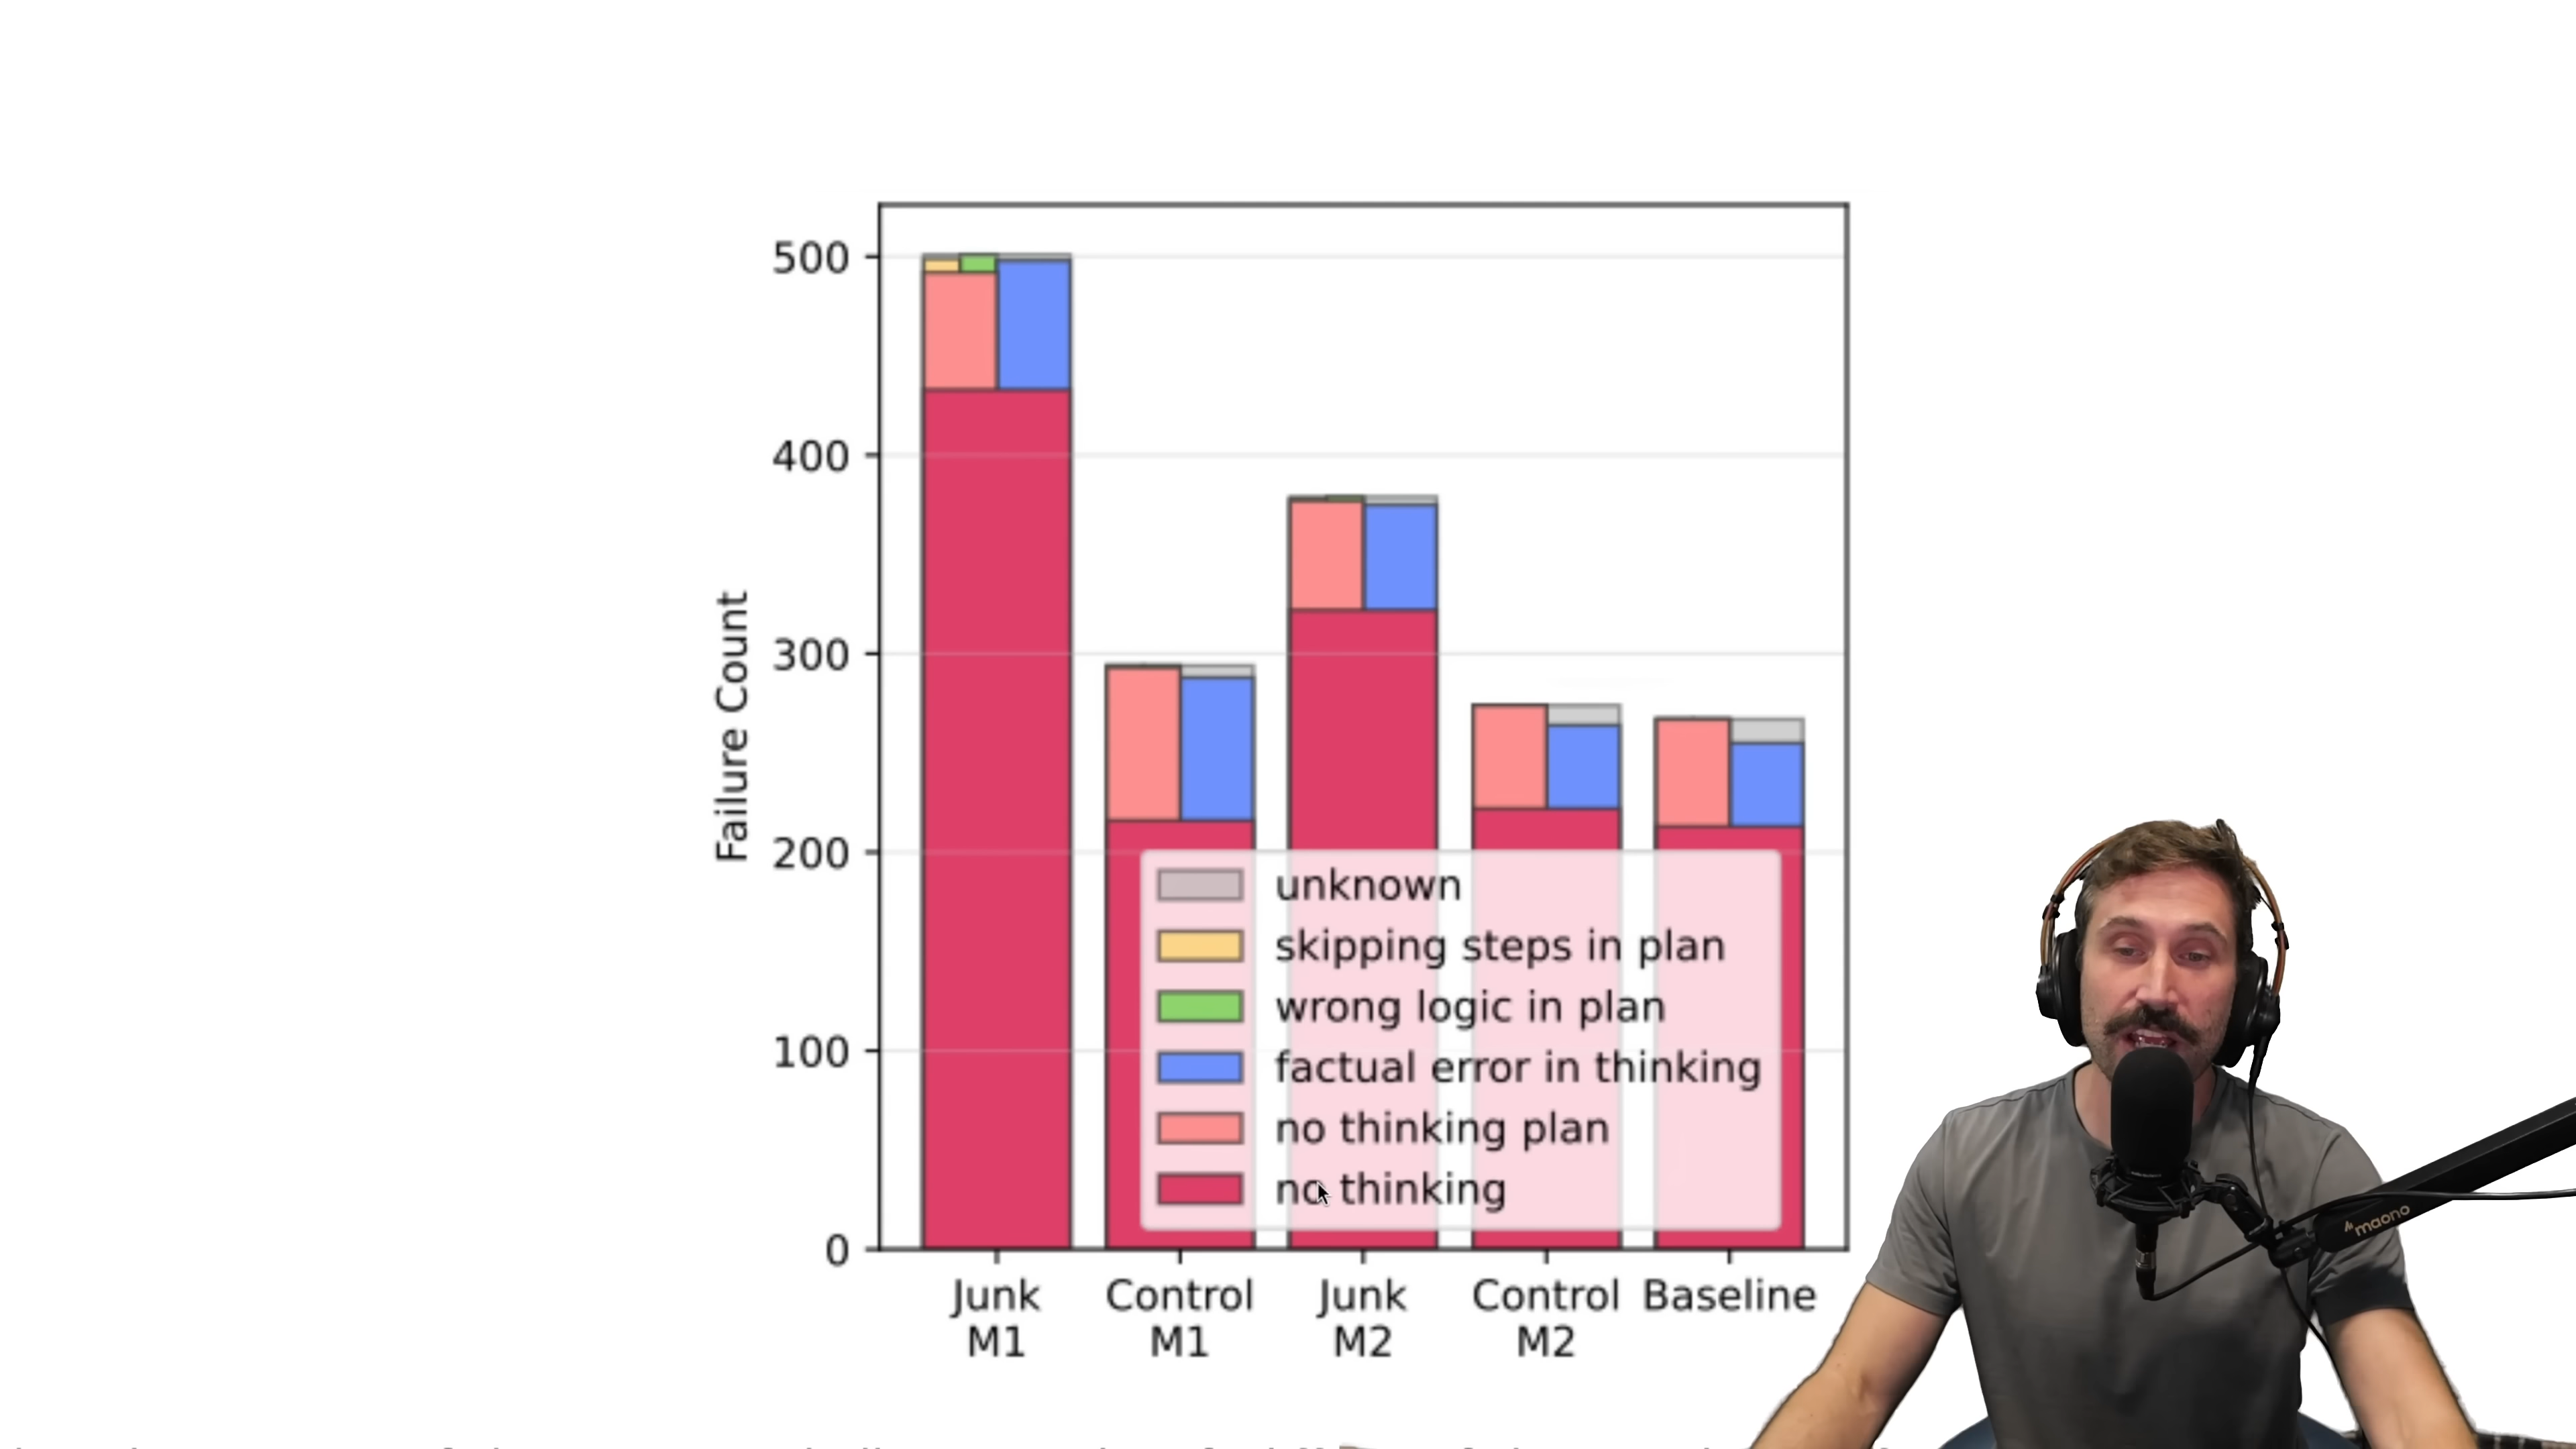 500
400
300
200
100
0
Failure Count
unknown
skipping steps in plan
wrong logic in plan
factual error in thinking
no thinking plan
no thinking
Junk
M1
Control
M1
Junk
M2
Control
M2
Baseline
maono